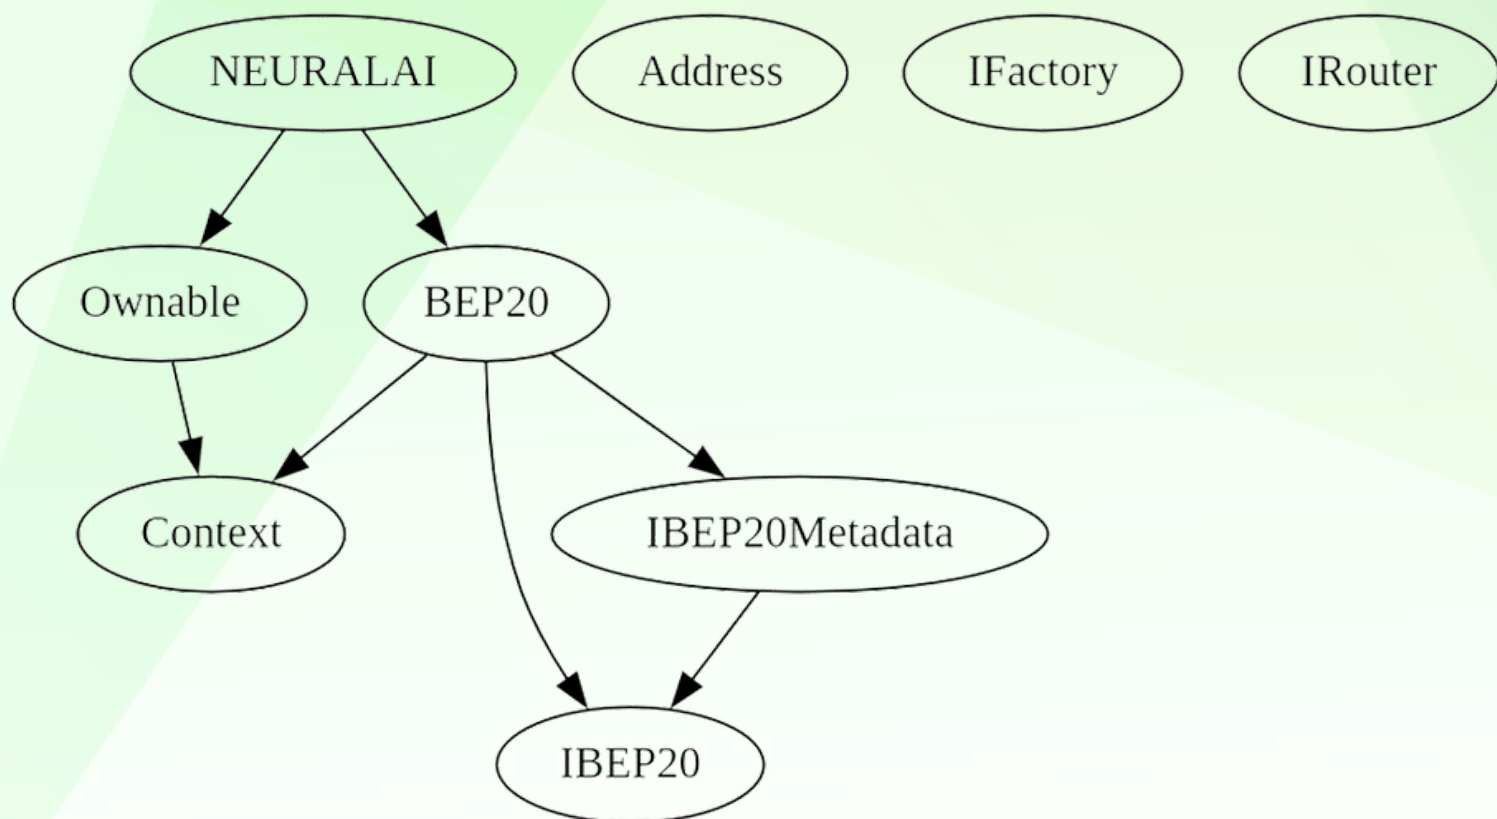 NEURALAI
Address
IFactory
IRouter
Ownable
BEP20
Context
IBEP20Metadata
IBEP20